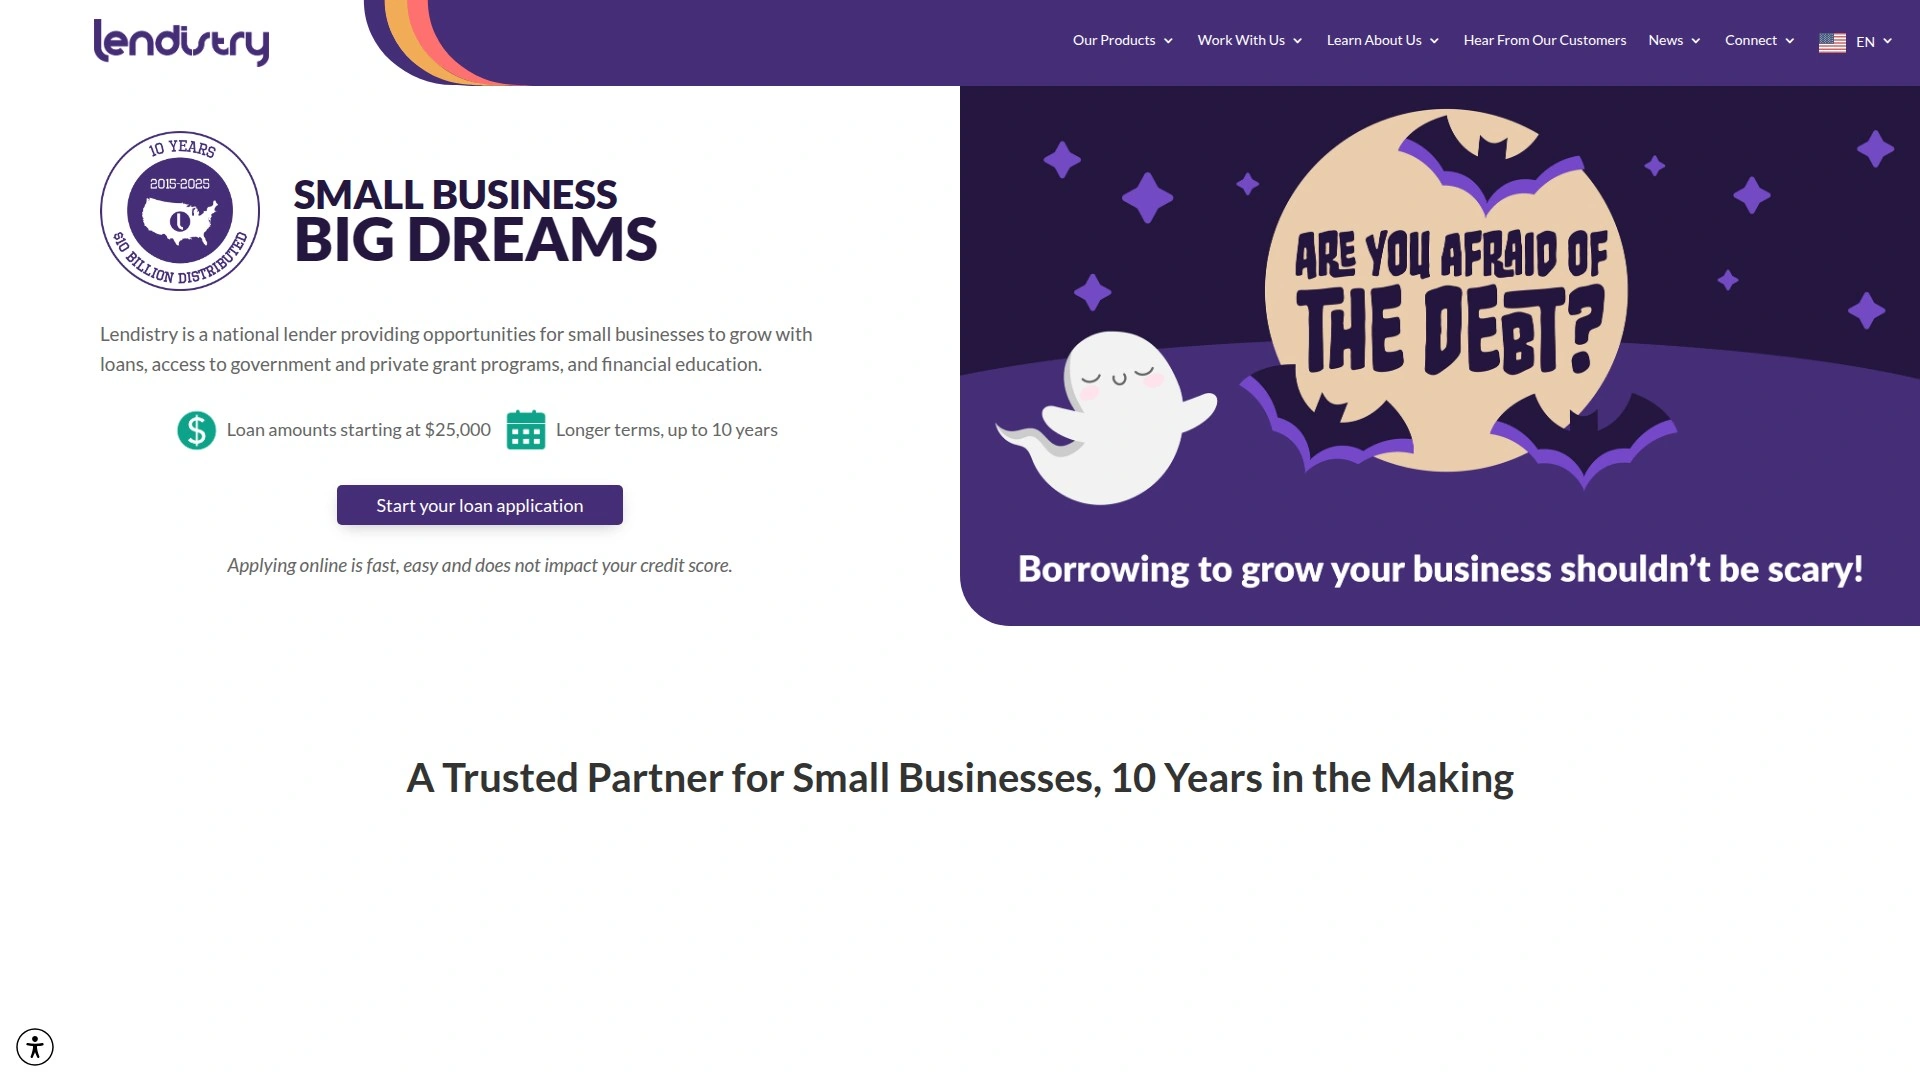 lendistry
Our Products
Work With Us
Learn About Us
Hear From Our Customers
News
Connect
EN
10 YEARS
2015-2025
$10 BILLION DISTRIBUTED
SMALL BUSINESS
BIG DREAMS
Lendistry is a national lender providing opportunities for small businesses to grow with
loans, access to government and private grant programs, and financial education.
Loan amounts starting at $25,000
Longer terms, up to 10 years
Start your loan application
Applying online is fast, easy and does not impact your credit score.
ARE YOU AFRAID OF
THE DEBT?
Borrowing to grow your business shouldn’t be scary!
A Trusted Partner for Small Businesses, 10 Years in the Making